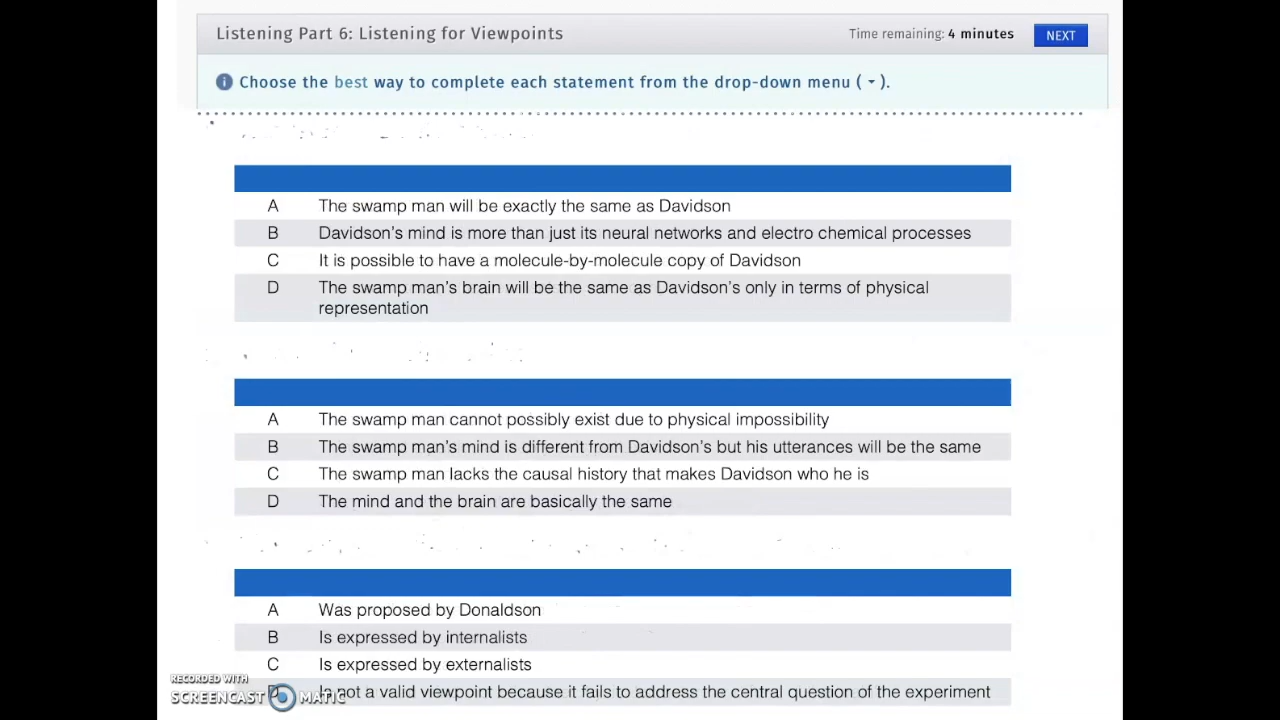 Listening Part 6: Listening for Viewpoints
Time remaining: 4 minutes
NEXT
Choose the best way to complete each statement from the drop-down menu ( ).
A The swamp man will be exactly the same as Davidson
B Davidson's mind is more than just its neural networks and electro chemical processes
C It is possible to have a molecule-by-molecule copy of Davidson
D The swamp man's brain will be the same as Davidson's only in terms of physical
representation
A The swamp man cannot possibly exist due to physical impossibility
B The swamp man's mind is different from Davidson's but his utterances will be the same
C The swamp man lacks the causal history that makes Davidson who he is
D The mind and the brain are basically the same
A Was proposed by Donaldson
B Is expressed by internalists
C Is expressed by externalists
D not a valid viewpoint because it fails to address the central question of the experiment
RECORDED WITH
SCREENCAST MATIC